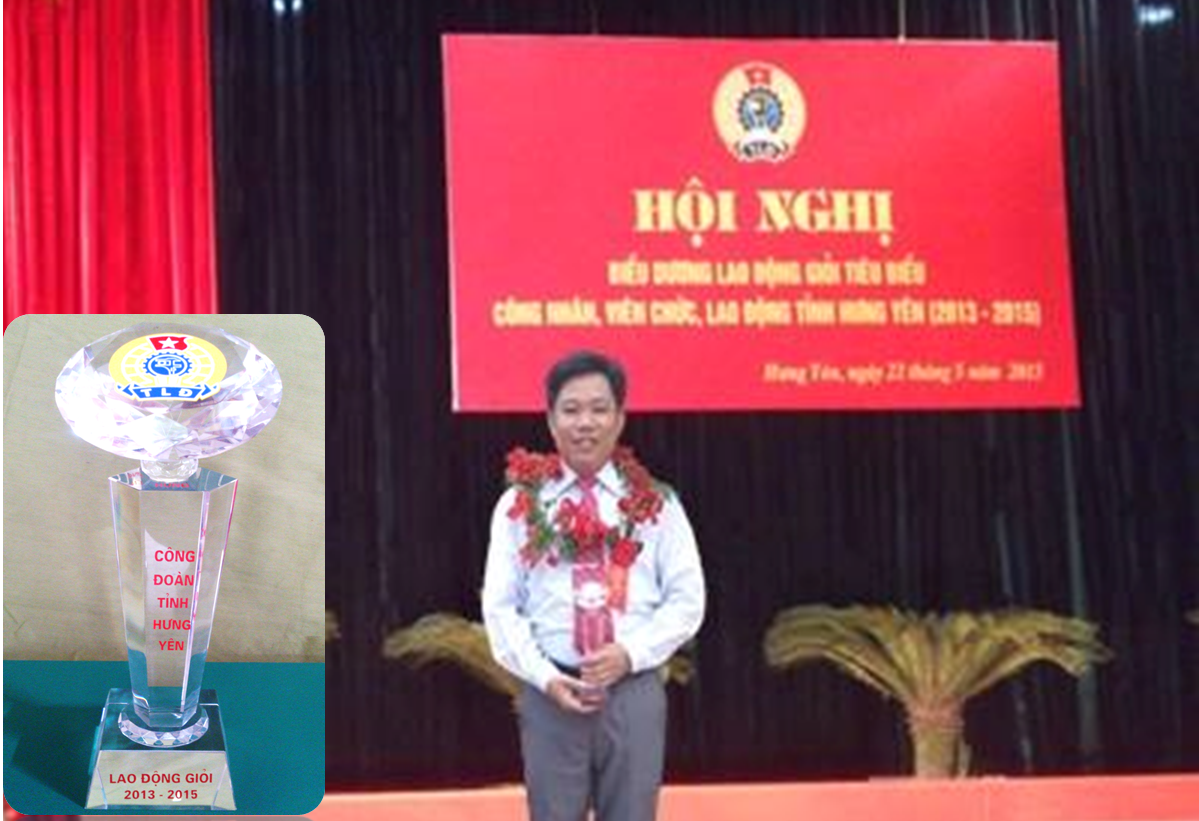 HỘI NGHỊ
BIỂU DƯƠNG LAO ĐỘNG GIỎI TIÊU BIỂU
CÔNG NHÂN, VIÊN CHỨC, LAO ĐỘNG TỈNH HƯNG YÊN (2013 - 2015)
Hưng Yên, ngày 22 tháng 5 năm 2015
TLD
TLD
CÔNG
ĐOÀN
TỈNH
HƯNG
YÊN
LAO ĐỘNG GIỎI
2013 - 2015